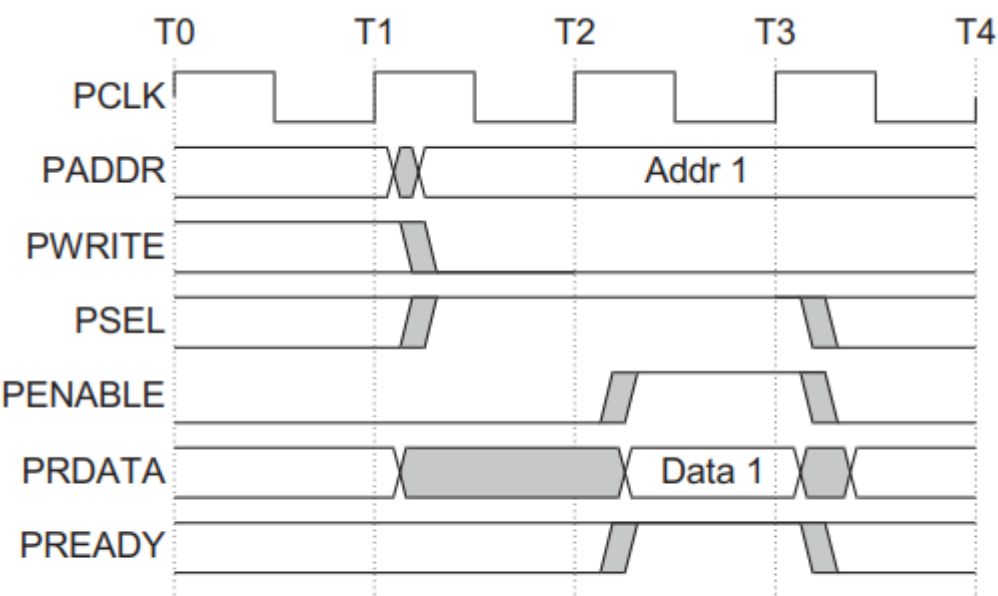 T0 T1 T2 T3 T4
PCLK
PADDR Addr 1
PWRITE
PSEL
PENABLE
PRDATA Data 1
PREADY